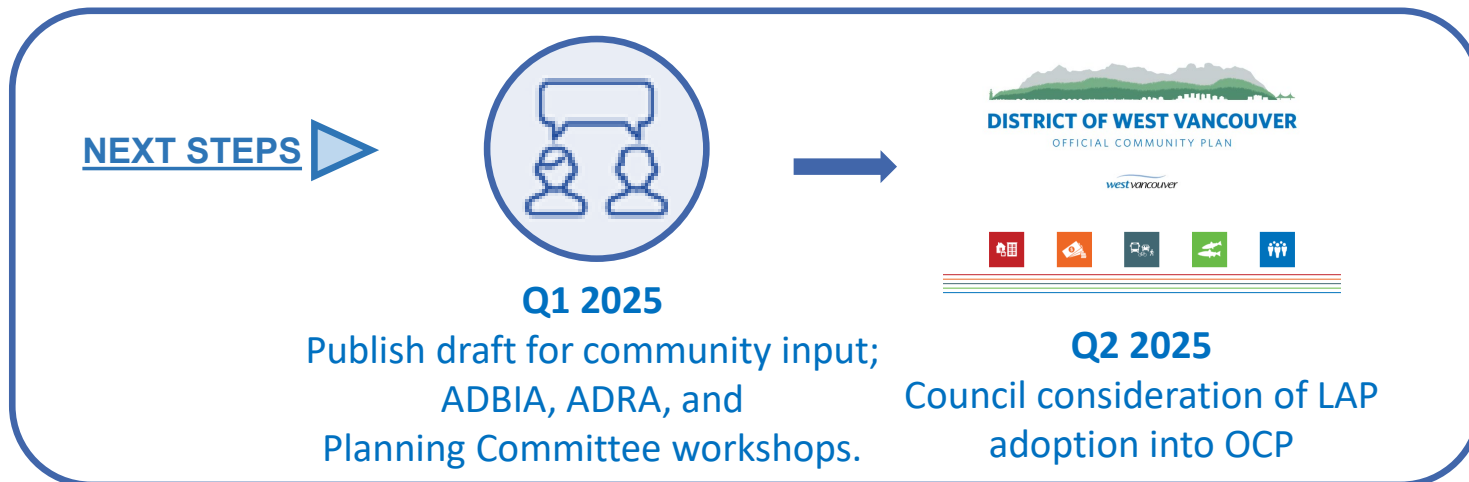 NEXT STEPS
Q1 2025
Publish draft for community input;
ADBIA, ADRA, and
Planning Committee workshops.
DISTRICT OF WEST VANCOUVER
OFFICIAL COMMUNITY PLAN
westvancouver
Q2 2025
Council consideration of LAP
adoption into OCP